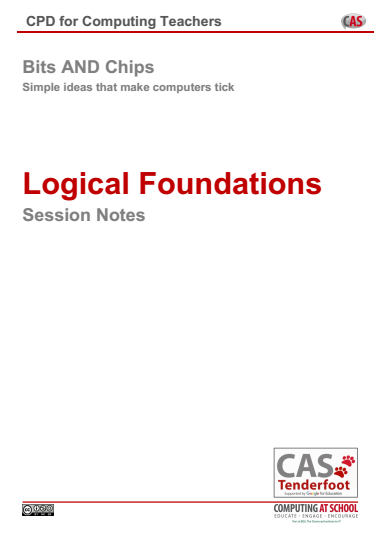 CPD for Computing Teachers
CAS
Bits AND Chips
Simple ideas that make computers tick
Logical Foundations
Session Notes
CAS
Tenderfoot
Supported by Google for Education
COMPUTING AT SCHOOL
EDUCATE · ENGAGE · ENCOURAGE